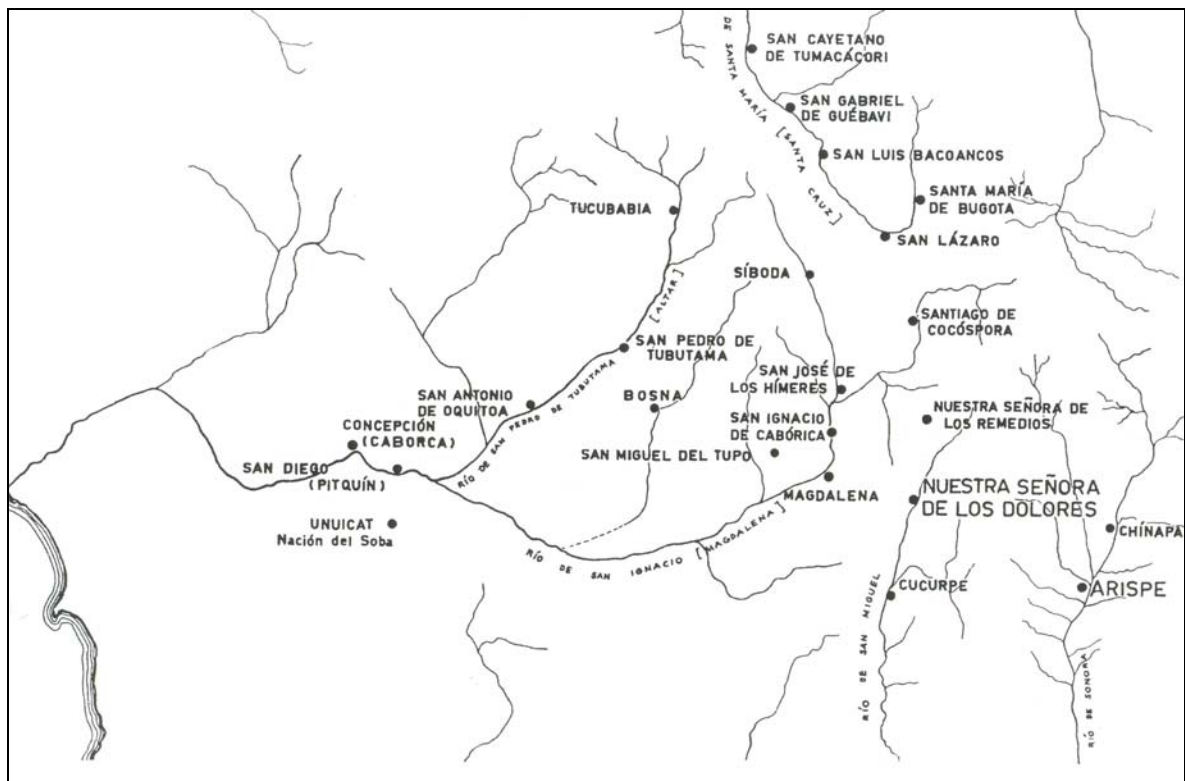 SAN CAYETANO
DE TUMACÁCORI
DE SANTA MARÍA [SANTA CRUZ]
SAN GABRIEL
DE GUÉBAVI
SAN LUIS BACOANCOS
SANTA MARÍA
DE BUGOTA
SAN LÁZARO
TUCUBABIA
SÍBODA
[ALTAR]
SANTIAGO DE
COCÓSPORA
SAN PEDRO DE
TUBUTAMA
RÍO DE SAN PEDRO DE TUBUTAMA
SAN JOSÉ DE
LOS HÍMERES
BOSNA
SAN ANTONIO
DE OQUITOA
NUESTRA SEÑORA DE
LOS REMEDIOS
SAN IGNACIO
DE CABÓRICA
CONCEPCIÓN
(CABORCA)
SAN MIGUEL DEL TUPO
SAN DIEGO
(PITQUÍN)
MAGDALENA
NUESTRA SEÑORA
DE LOS DOLORES
UNUICAT
Nación del Soba
CHÍNAPA
RÍO DE SAN IGNACIO [MAGDALENA]
CUCURPE
ARISPE
RÍO DE SAN MIGUEL
RÍO DE SONORA